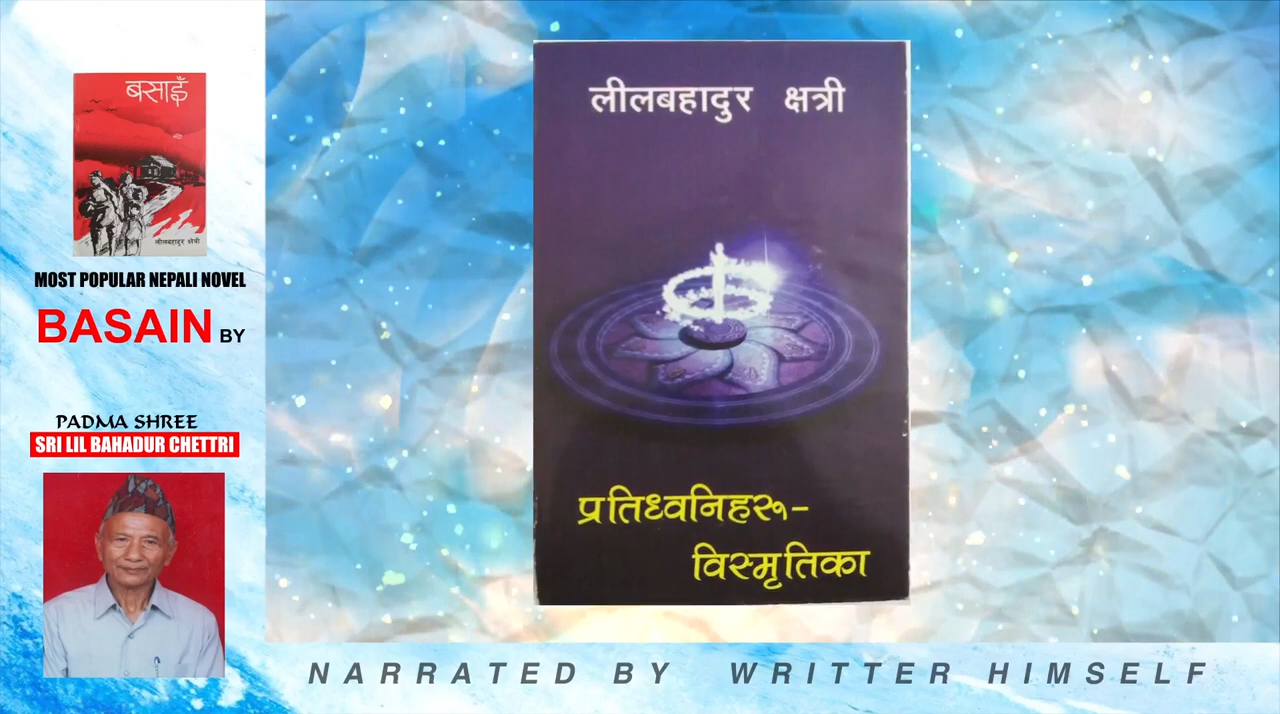 बसाइँ
लीलबहादुर क्षेत्री
MOST POPULAR NEPALI NOVEL
BASAIN BY
PADMA SHREE
SRI LIL BAHADUR CHETTRI
लीलबहादुर क्षत्री
प्रतिध्वनिहरू-
विस्मृतिका
NARRATED BY WRITTER HIMSELF